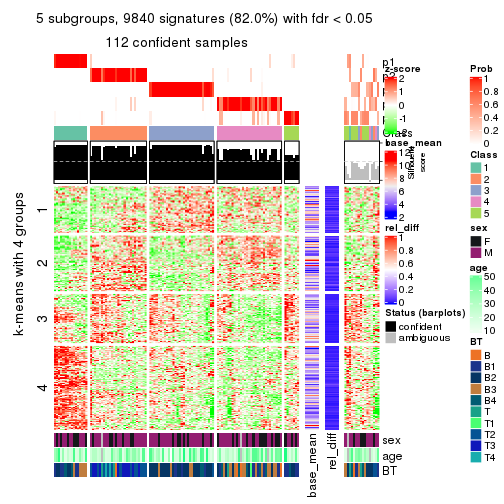 5 subgroups, 9840 signatures (82.0%) with fdr < 0.05
112 confident samples
p1
z-score
2
1
0
-1
Class
base_mean
12
10
8
6
4
2
Silhouette
score
rel_diff
1
0.8
0.6
0.4
0.2
0
Status (barplots)
confident
ambiguous
Prob
1
0.8
0.6
0.4
0.2
0
Class
1
2
3
4
5
sex
F
M
age
50
40
30
20
10
BT
B
B1
B2
B3
B4
T
T1
T2
T3
T4
k-means with 4 groups
1
2
3
4
sex
age
BT
base_mean
rel_diff